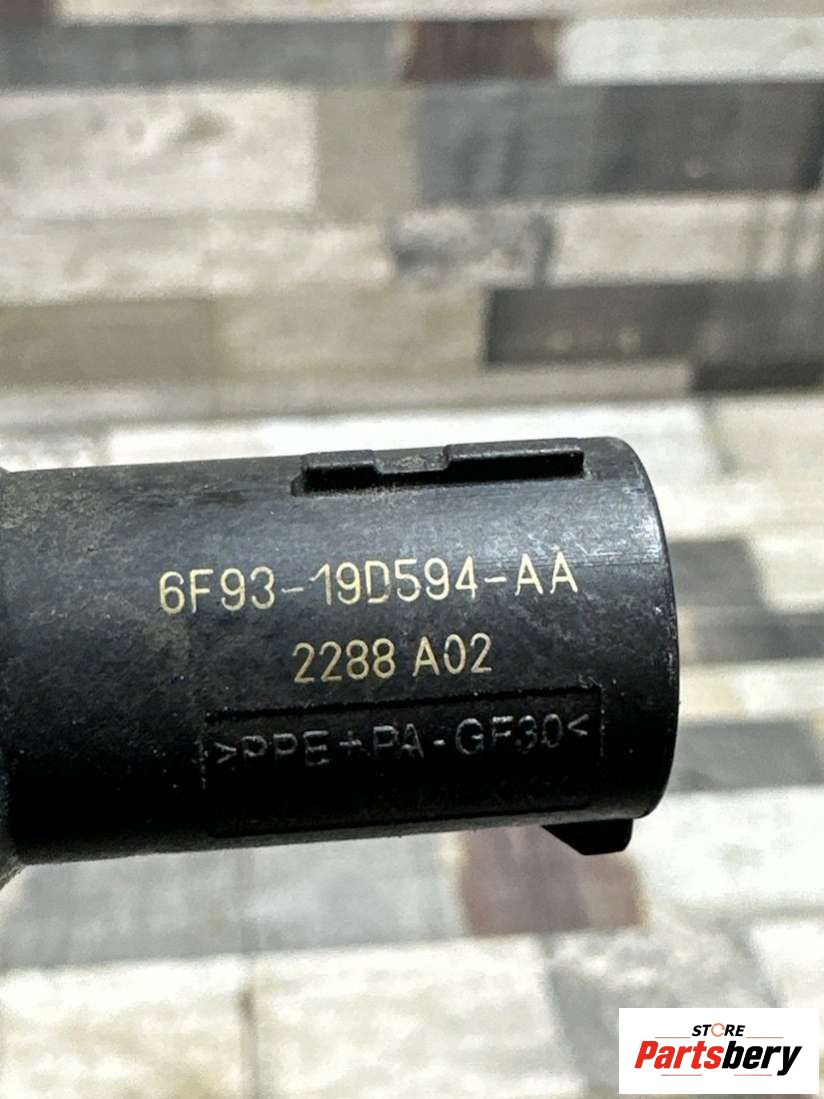 6F93-19D594-AA
2288 A02
>PPE+PA-GF30<
STORE
Partsbery